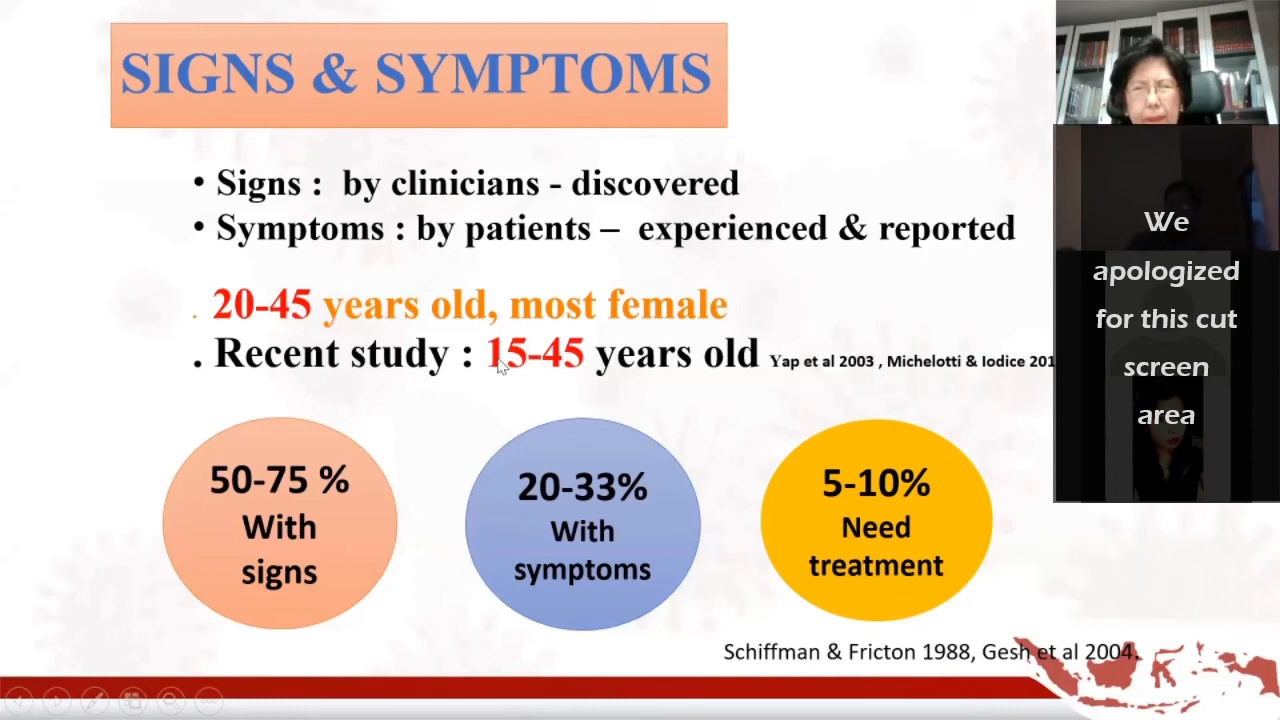 SIGNS & SYMPTOMS
• Signs : by clinicians - discovered
• Symptoms : by patients – experienced & reported
. 20-45 years old, most female
. Recent study : 15-45 years old Yap et al 2003 , Michelotti & Iodice 201
50-75 %
With
signs
20-33%
With
symptoms
5-10%
Need
treatment
Schiffman & Fricton 1988, Gesh et al 2004.
We
apologized
for this cut
screen
area